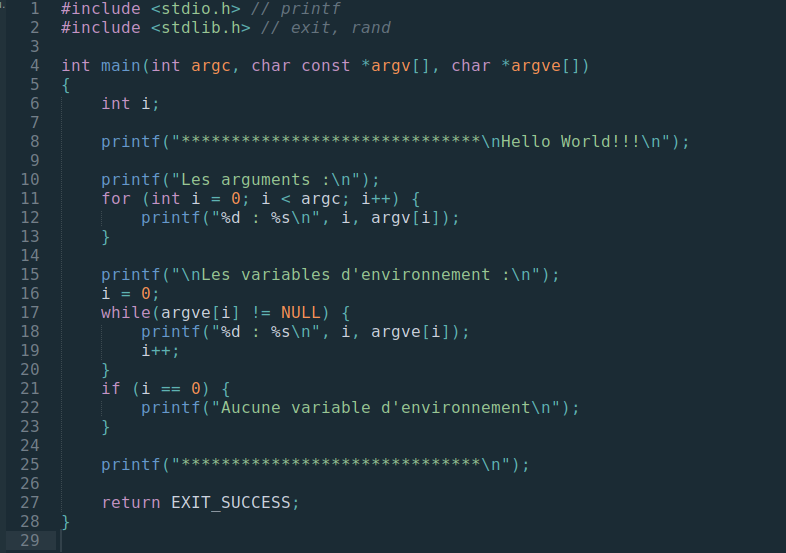 1 #include <stdio.h> // printf
2 #include <stdlib.h> // exit, rand
3
4 int main(int argc, char const *argv[], char *argve[])
5 {
6     int i;
7
8     printf("******************************\nHello World!!!\n");
9
10     printf("Les arguments :\n");
11     for (int i = 0; i < argc; i++) {
12         printf("%d : %s\n", i, argv[i]);
13     }
14
15     printf("\nLes variables d'environnement :\n");
16     i = 0;
17     while(argve[i] != NULL) {
18         printf("%d : %s\n", i, argve[i]);
19         i++;
20     }
21     if (i == 0) {
22         printf("Aucune variable d'environnement\n");
23     }
24
25     printf("******************************\n");
26
27     return EXIT_SUCCESS;
28 }
29